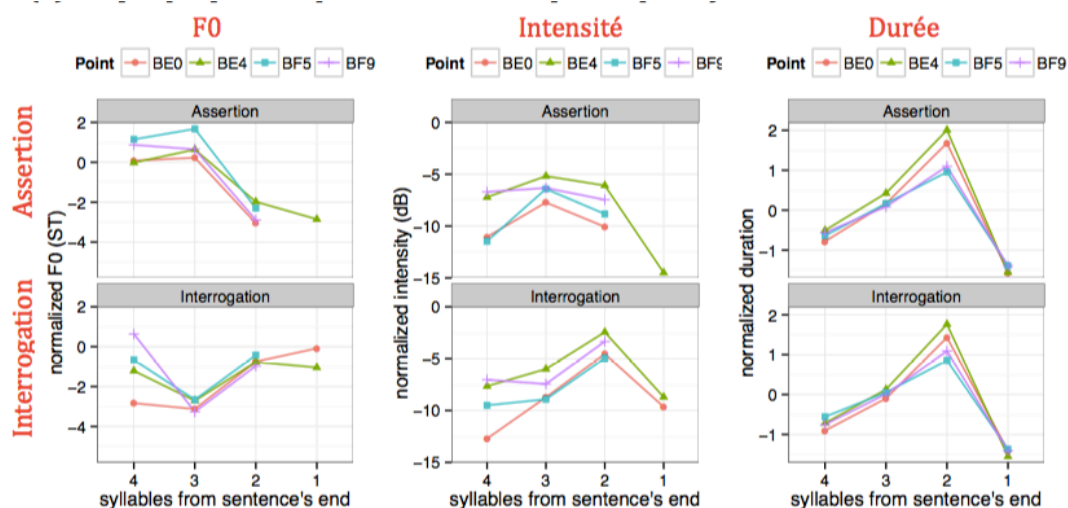 F0 Intensité Durée
Point BE0 BE4 BF5 BF9 Point BE0 BE4 BF5 BF9 Point BE0 BE4 BF5 BF9
Assertion
normalized F0 (ST)
Assertion
2
0
−2
−4
normalized intensity (dB)
Assertion
0
−5
−10
−15
normalized duration
Assertion
2
1
0
−1
Interrogation
Interrogation
2
0
−2
−4
4 3 2 1
syllables from sentence's end
Interrogation
0
−5
−10
−15
4 3 2 1
syllables from sentence's end
Interrogation
2
1
0
−1
4 3 2 1
syllables from sentence's end